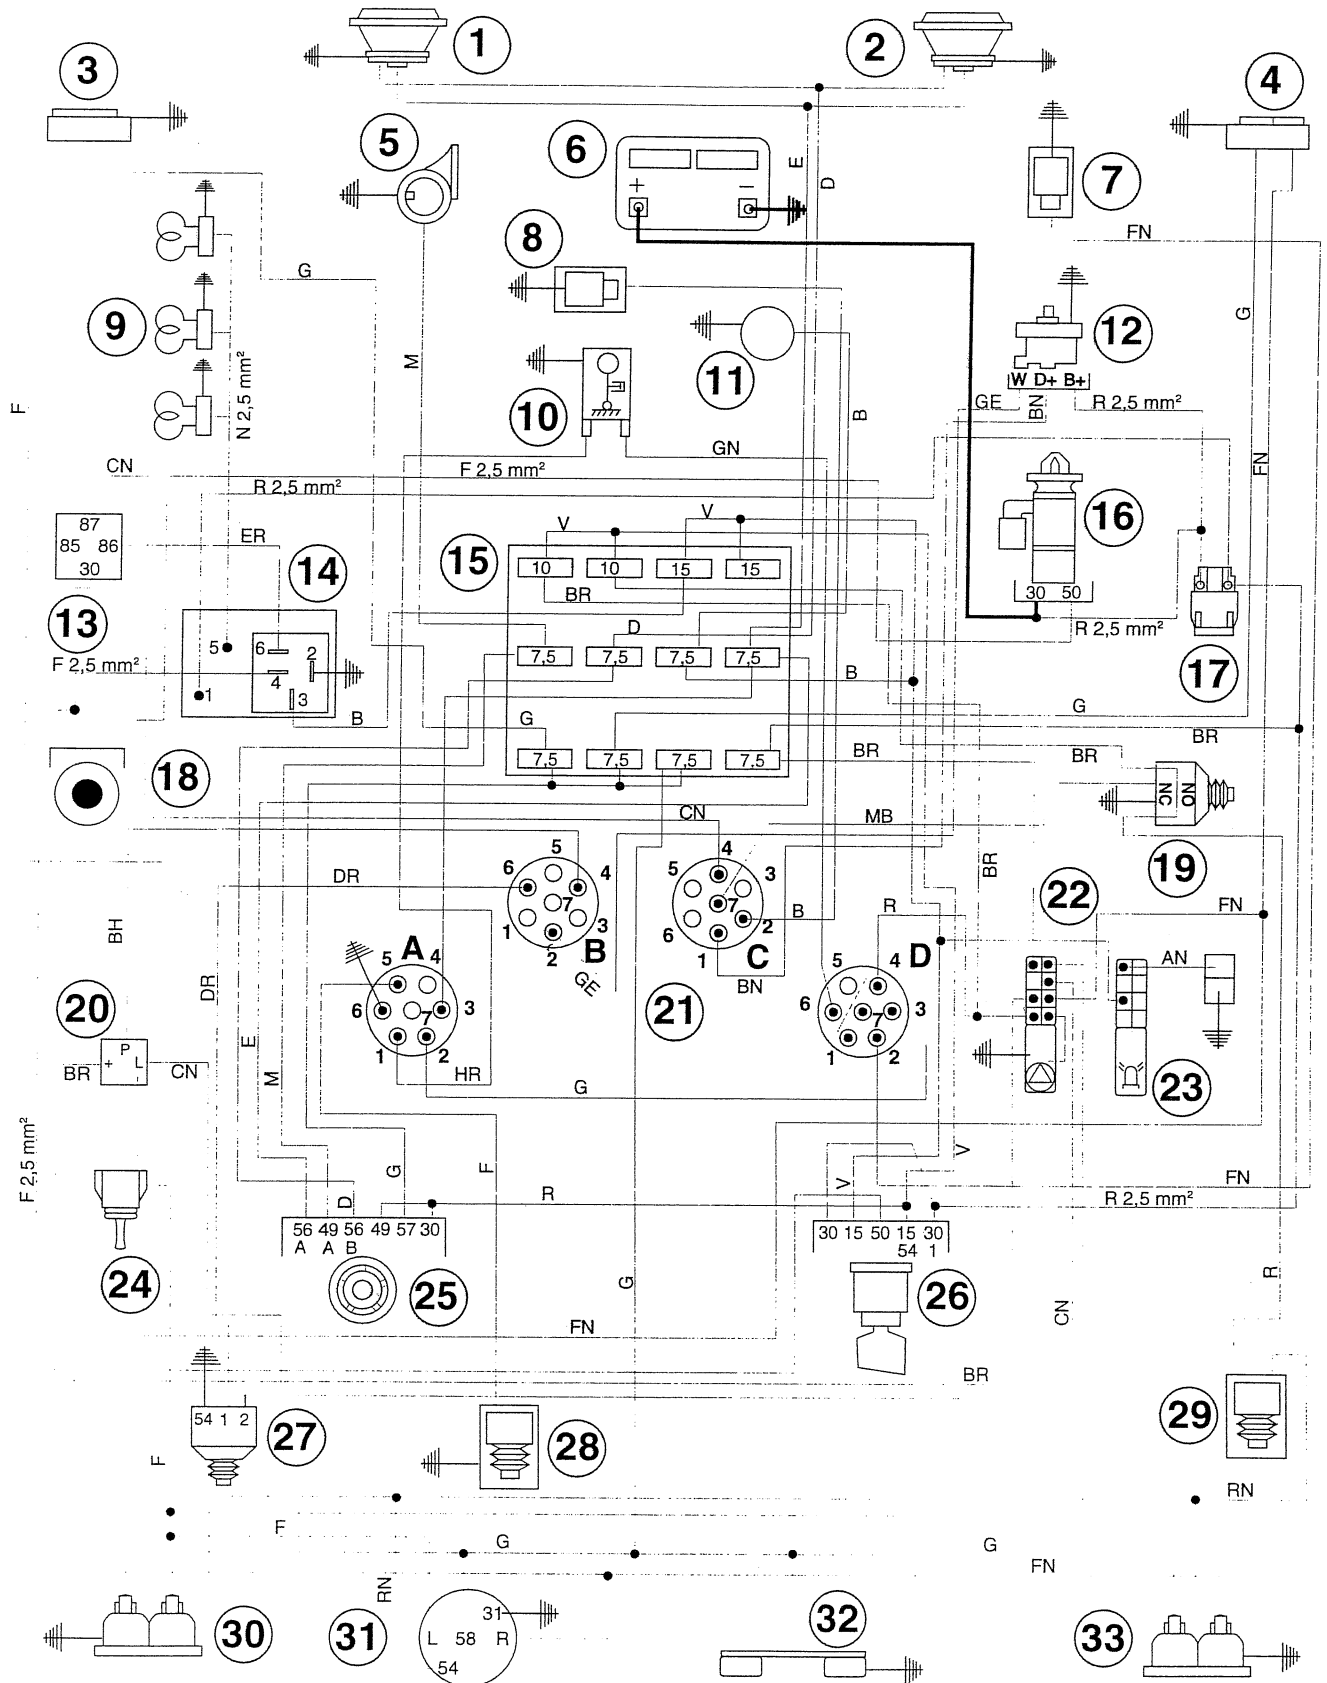 1
2
3
4
5
6
+ −
7
E
D
FN
8
G
G
9
11
12
M
N 2,5 mm²
10
W D+ B+
GE
BN
R 2,5 mm²
B
F
GN
CN
F 2,5 mm²
R 2,5 mm²
FN
16
87
85 86
30
ER
14
V
V
15
10 10 15 15
BR
30 50
R 2,5 mm²
13
5
6
2
D
7,5 7,5 7,5 7,5
B
17
F 2,5 mm²
4
1
3
B
G
G
BR
BR
BR
18
7,5 7,5 7,5 7,5
NC
NO
CN
MB
19
DR
6 5 4
7
1 2 3
B
5 4 3
7
6 1 2
C
B
BR
22
R
FN
BH
DR
A
5 4
6 7 3
1 2
GE
21
BN
D
5 4
6 7 3
1 2
AN
20
P
+ L
BR
CN
E
M
HR
G
23
F 2,5 mm²
G
F
V
V
FN
D
R
R 2,5 mm²
56 49 56 49 57 30
A A B
30 15 50 15 30
54 1
24
25
26
G
R
CN
FN
BR
54 1 2
27
28
29
F
RN
F
G
G
FN
RN
30
31
31
L 58 R
54
32
33